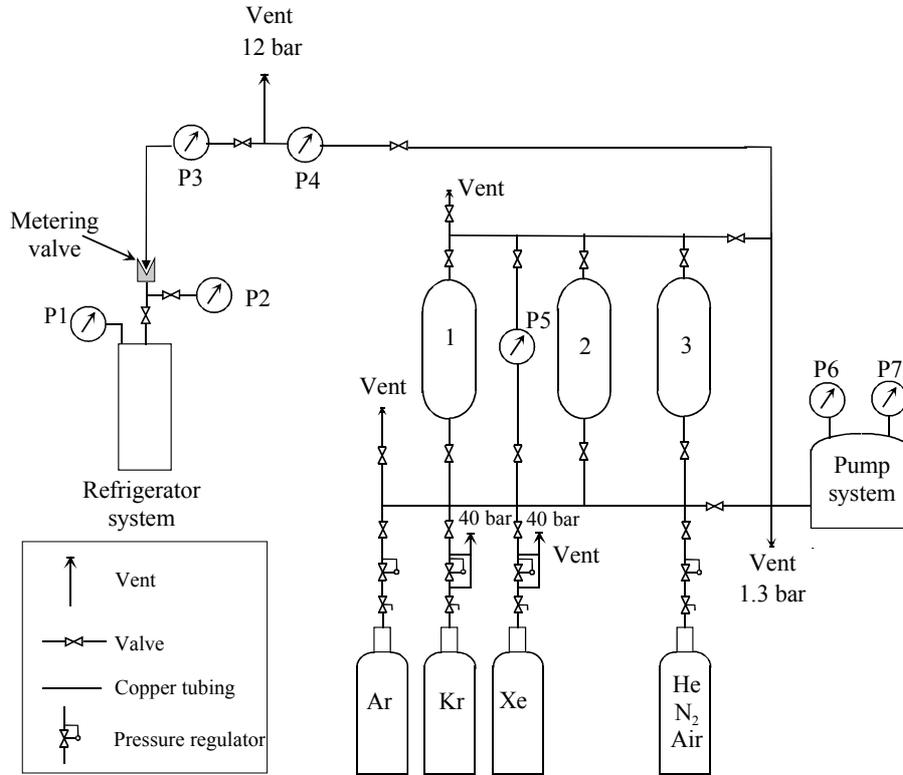 Vent
12 bar
P3
P4
Metering
valve
Vent
P1
P2
1
P5
2
3
Vent
P6
P7
Pump
system
Refrigerator
system
40 bar
40 bar
Vent
Vent
1.3 bar
Vent
Valve
Copper tubing
Pressure regulator
Ar
Kr
Xe
He
N₂
Air